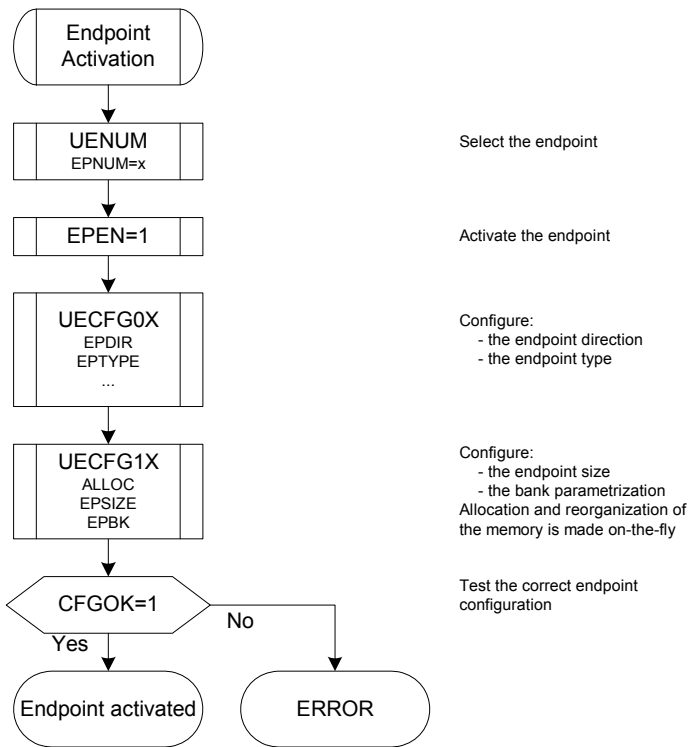 Endpoint
Activation
UENUM
EPNUM=x
Select the endpoint
EPEN=1
Activate the endpoint
UECFG0X
EPDIR
EPTYPE
...
Configure:
- the endpoint direction
- the endpoint type
UECFG1X
ALLOC
EPSIZE
EPBK
Configure:
- the endpoint size
- the bank parametrization
Allocation and reorganization of
the memory is made on-the-fly
CFGOK=1
Test the correct endpoint
configuration
No
Yes
Endpoint activated
ERROR